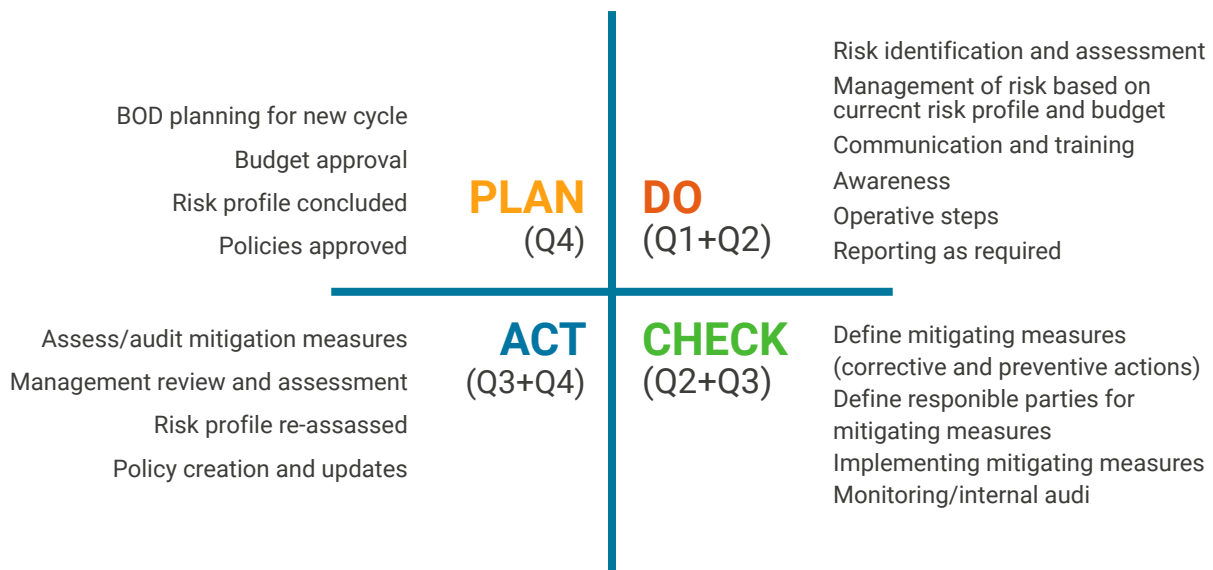 BOD planning for new cycle
Budget approval
Risk profile concluded
Policies approved
PLAN
(Q4)
DO
(Q1+Q2)
Risk identification and assessment
Management of risk based on
currecnt risk profile and budget
Communication and training
Awareness
Operative steps
Reporting as required
Assess/audit mitigation measures
Management review and assessment
Risk profile re-assassed
Policy creation and updates
ACT
(Q3+Q4)
CHECK
(Q2+Q3)
Define mitigating measures
(corrective and preventive actions)
Define responible parties for
mitigating measures
Implementing mitigating measures
Monitoring/internal audi